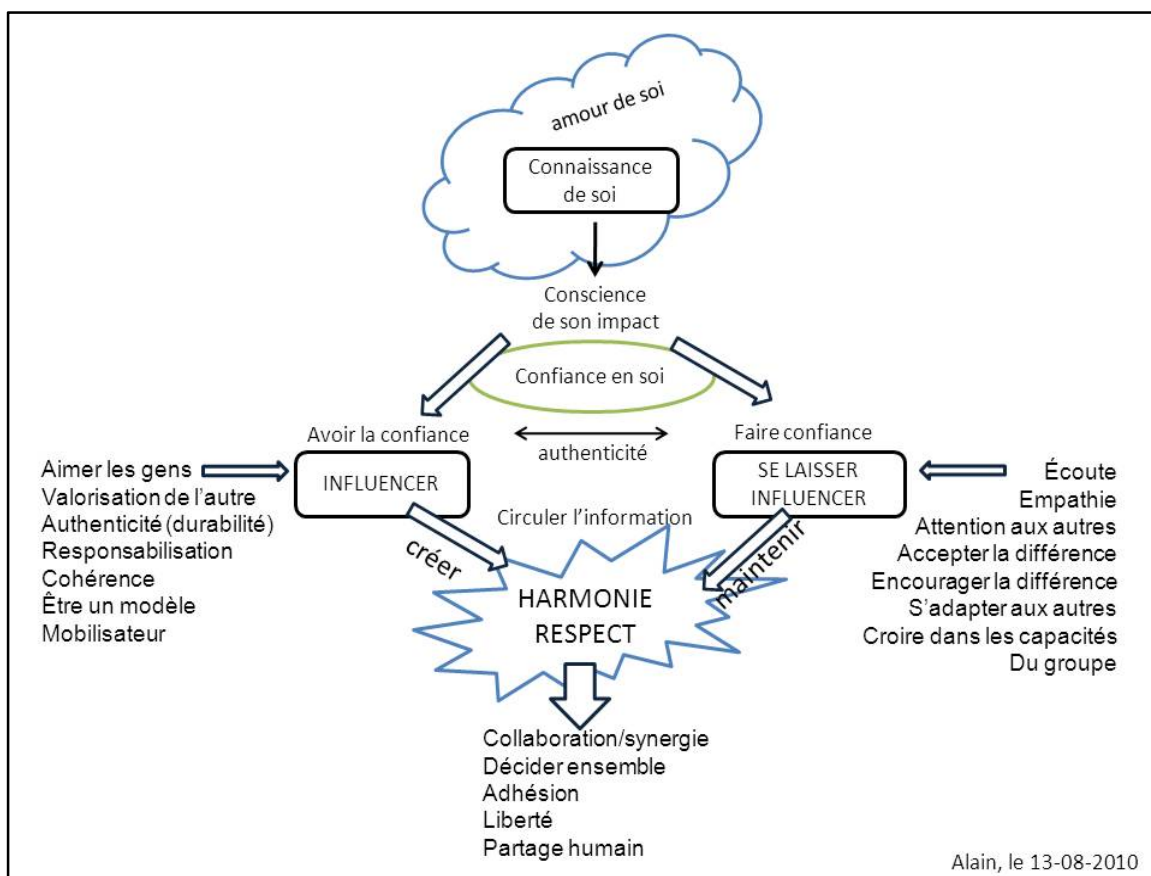 amour de soi
Connaissance
de soi
Conscience
de son impact
Confiance en soi
Avoir la confiance
authenticité
Faire confiance
INFLUENCER
SE LAISSER
INFLUENCER
Aimer les gens
Valorisation de l'autre
Authenticité (durabilité)
Responsabilisation
Cohérence
Être un modèle
Mobilisateur
Écoute
Empathie
Attention aux autres
Accepter la différence
Encourager la différence
S'adapter aux autres
Croire dans les capacités
Du groupe
Circuler l'information
créer
maintenir
HARMONIE
RESPECT
Collaboration/synergie
Décider ensemble
Adhésion
Liberté
Partage humain
Alain, le 13-08-2010